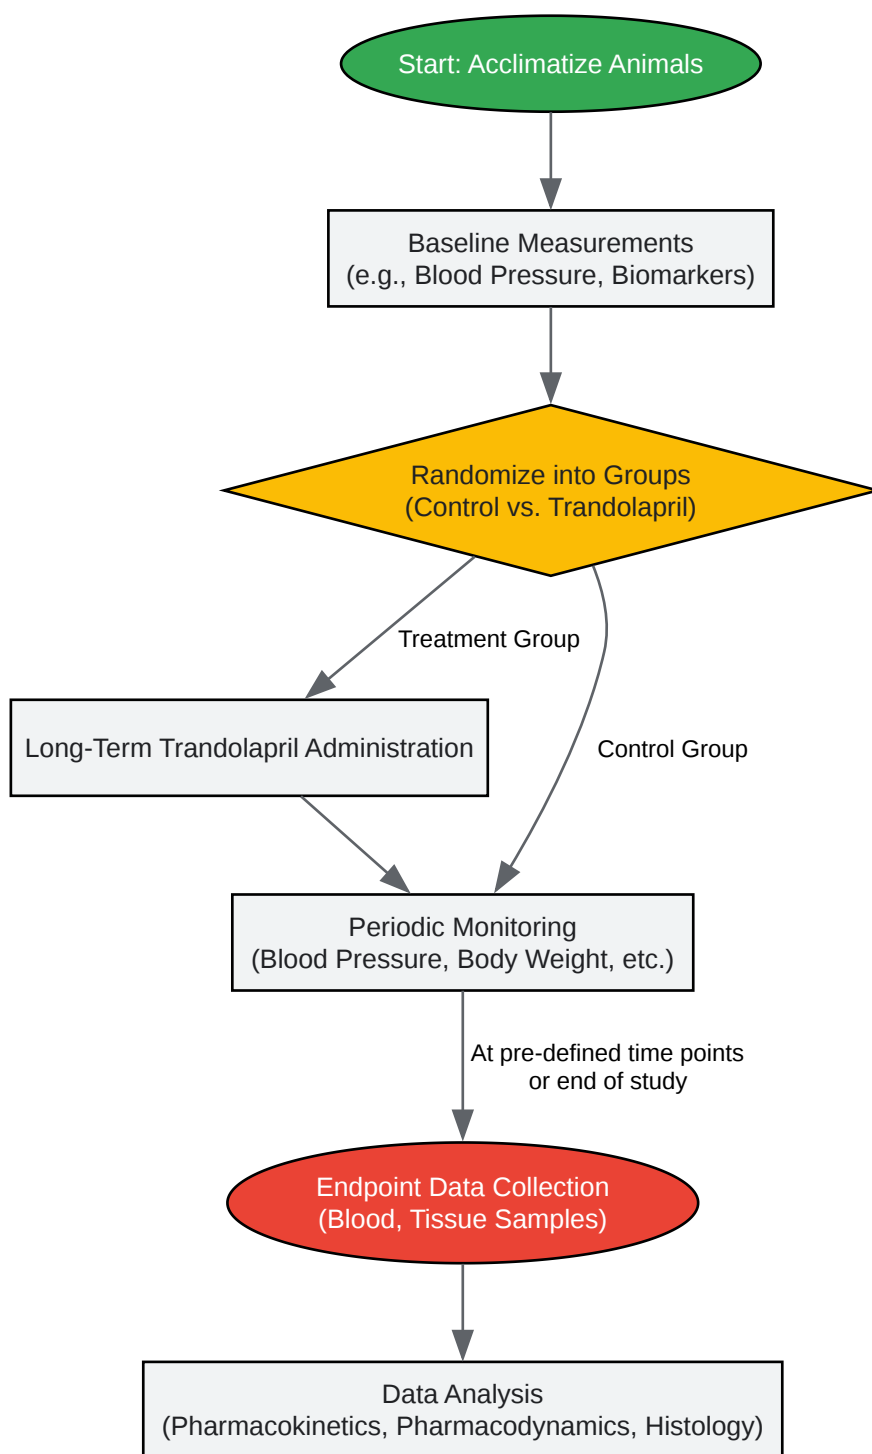 Start: Acclimatize Animals
Baseline Measurements
(e.g., Blood Pressure, Biomarkers)
Randomize into Groups
(Control vs. Trandolapril)
Treatment Group
Long-Term Trandolapril Administration
Control Group
Periodic Monitoring
(Blood Pressure, Body Weight, etc.)
At pre-defined time points
or end of study
Endpoint Data Collection
(Blood, Tissue Samples)
Data Analysis
(Pharmacokinetics, Pharmacodynamics, Histology)